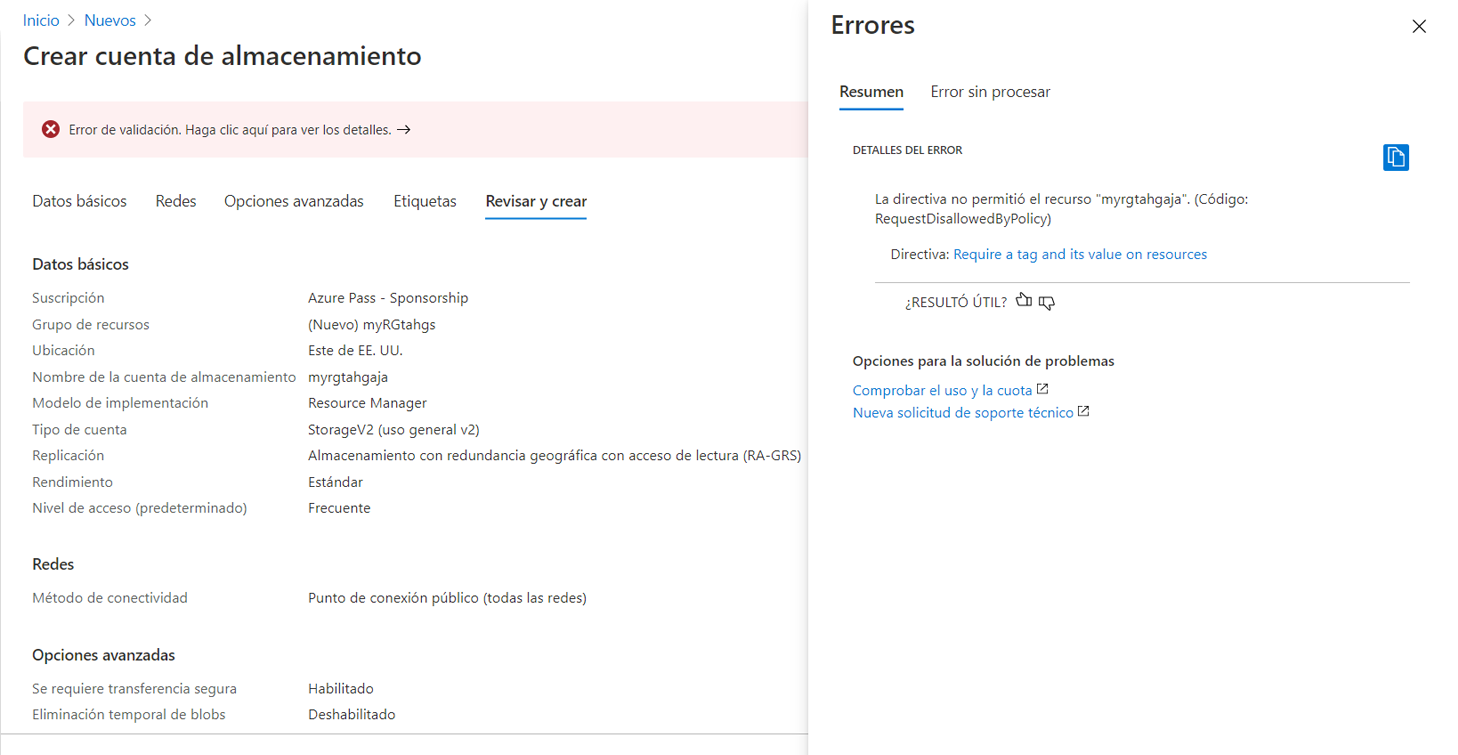 Inicio > Nuevos >
Crear cuenta de almacenamiento
Error de validación. Haga clic aquí para ver los detalles. →
Datos básicos Redes Opciones avanzadas Etiquetas Revisar y crear
Datos básicos
Suscripción Azure Pass - Sponsorship
Grupo de recursos (Nuevo) myRGtahgs
Ubicación Este de EE. UU.
Nombre de la cuenta de almacenamiento myrgtahgaja
Modelo de implementación Resource Manager
Tipo de cuenta StorageV2 (uso general v2)
Replicación Almacenamiento con redundancia geográfica con acceso de lectura (RA-GRS)
Rendimiento Estándar
Nivel de acceso (predeterminado) Frecuente
Redes
Método de conectividad Punto de conexión público (todas las redes)
Opciones avanzadas
Se requiere transferencia segura Habilitado
Eliminación temporal de blobs Deshabilitado
Errores
Resumen Error sin procesar
DETALLES DEL ERROR
La directiva no permitió el recurso "myrgtahgaja". (Código:
RequestDisallowedByPolicy)
Directiva: Require a tag and its value on resources
¿RESULTÓ ÚTIL?
Opciones para la solución de problemas
Comprobar el uso y la cuota
Nueva solicitud de soporte técnico